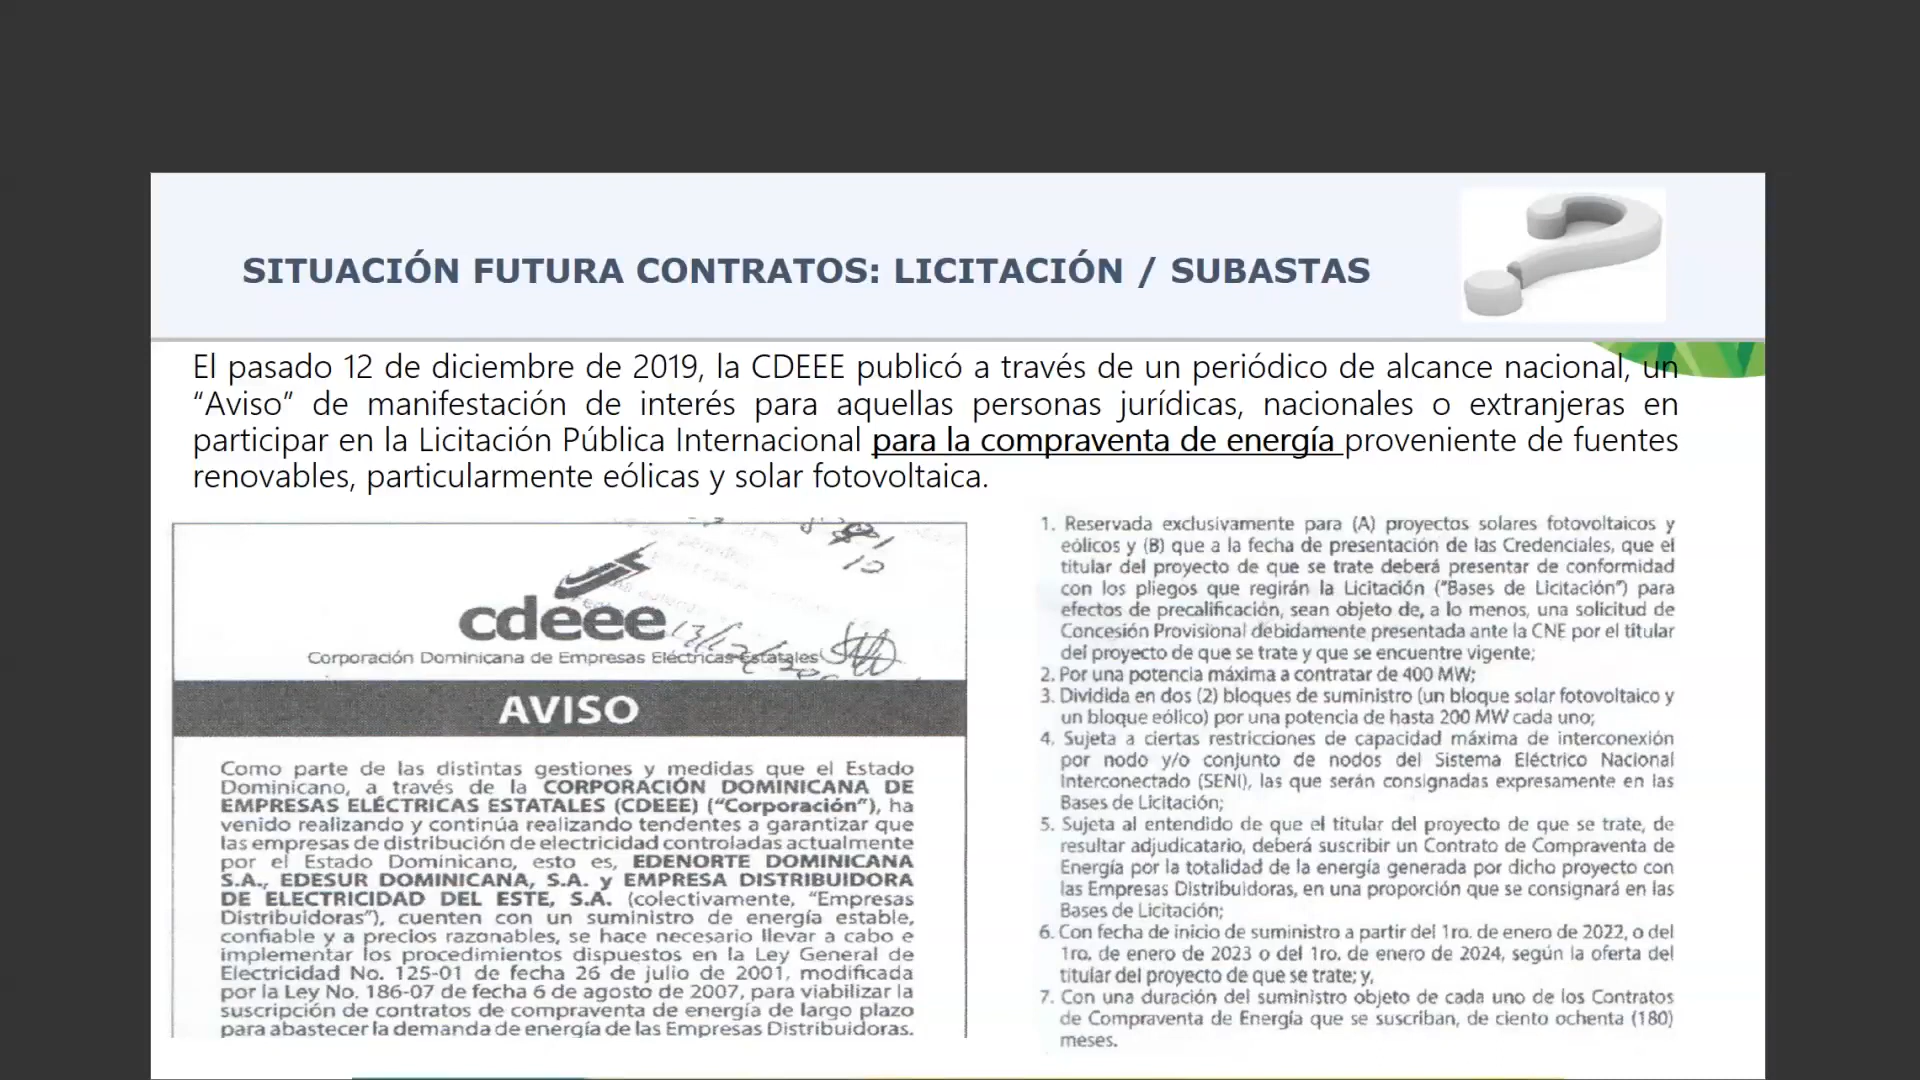 SITUACIÓN FUTURA CONTRATOS: LICITACIÓN / SUBASTAS
El pasado 12 de diciembre de 2019, la CDEEE publicó a través de un periódico de alcance nacional, un
“Aviso” de manifestación de interés para aquellas personas jurídicas, nacionales o extranjeras en
participar en la Licitación Pública Internacional para la compraventa de energía proveniente de fuentes
renovables, particularmente eólicas y solar fotovoltaica.
cdeee
Corporación Dominicana de Empresas Eléctricas Estatales
AVISO
Como parte de las distintas gestiones y medidas que el Estado
Dominicano, a través de la CORPORACIÓN DOMINICANA DE
EMPRESAS ELÉCTRICAS ESTATALES (CDEEE) (“Corporación”), ha
venido realizando y continúa realizando tendentes a garantizar que
las empresas de distribución de electricidad controladas actualmente
por el Estado Dominicano, esto es, EDENORTE DOMINICANA
S.A., EDESUR DOMINICANA, S.A. y EMPRESA DISTRIBUIDORA
DE ELECTRICIDAD DEL ESTE, S.A. (colectivamente, “Empresas
Distribuidoras”), cuenten con un suministro de energía estable,
confiable y a precios razonables, se hace necesario llevar a cabo e
implementar los procedimientos dispuestos en la Ley General de
Electricidad No. 125-01 de fecha 26 de julio de 2001, modificada
por la Ley No. 186-07 de fecha 6 de agosto de 2007, para viabilizar la
suscripción de contratos de compraventa de energía de largo plazo
para abastecer la demanda de energía de las Empresas Distribuidoras.
1. Reservada exclusivamente para (A) proyectos solares fotovoltaicos y
eólicos y (B) que a la fecha de presentación de las Credenciales, que el
titular del proyecto de que se trate deberá presentar de conformidad
con los pliegos que regirán la Licitación (“Bases de Licitación”) para
efectos de precalificación, sean objeto de, a lo menos, una solicitud de
Concesión Provisional debidamente presentada ante la CNE por el titular
del proyecto de que se trate y que se encuentre vigente;
2. Por una potencia máxima a contratar de 400 MW;
3. Dividida en dos (2) bloques de suministro (un bloque solar fotovoltaico y
un bloque eólico) por una potencia de hasta 200 MW cada uno;
4. Sujeta a ciertas restricciones de capacidad máxima de interconexión
por nodo y/o conjunto de nodos del Sistema Eléctrico Nacional
Interconectado (SENI), las que serán consignadas expresamente en las
Bases de Licitación;
5. Sujeta al entendido de que el titular del proyecto de que se trate, de
resultar adjudicatario, deberá suscribir un Contrato de Compraventa de
Energía por la totalidad de la energía generada por dicho proyecto con
las Empresas Distribuidoras, en una proporción que se consignará en las
Bases de Licitación;
6. Con fecha de inicio de suministro a partir del 1ro. de enero de 2022, o del
1ro. de enero de 2023 o del 1ro. de enero de 2024, según la oferta del
titular del proyecto de que se trate; y,
7. Con una duración del suministro objeto de cada uno de los Contratos
de Compraventa de Energía que se suscriban, de ciento ochenta (180)
meses.